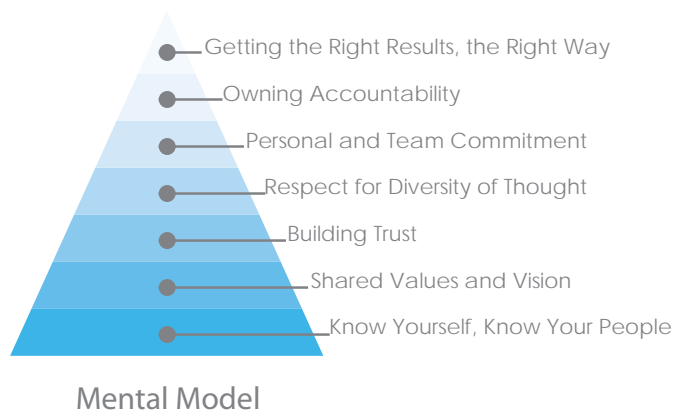 Getting the Right Results, the Right Way
Owning Accountability
Personal and Team Commitment
Respect for Diversity of Thought
Building Trust
Shared Values and Vision
Know Yourself, Know Your People
Mental Model